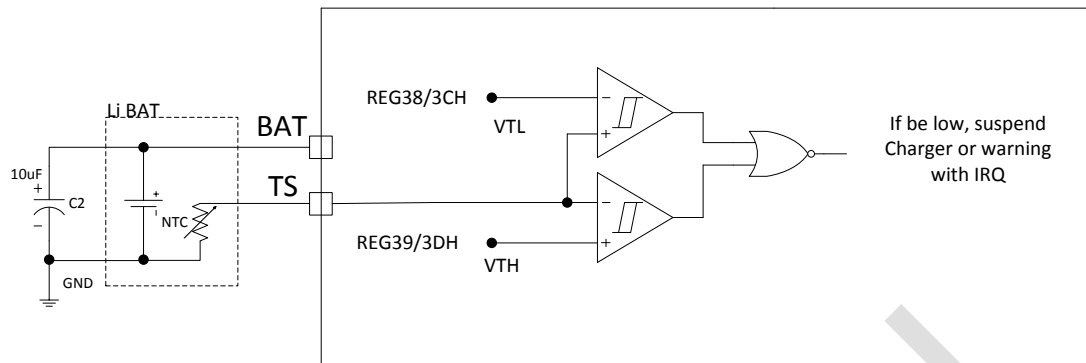 Li BAT
BAT
10uF
+
C2
−
+
-
NTC
TS
GND
REG38/3CH
VTL
−
+
−
+
REG39/3DH
VTH
If be low, suspend
Charger or warning
with IRQ